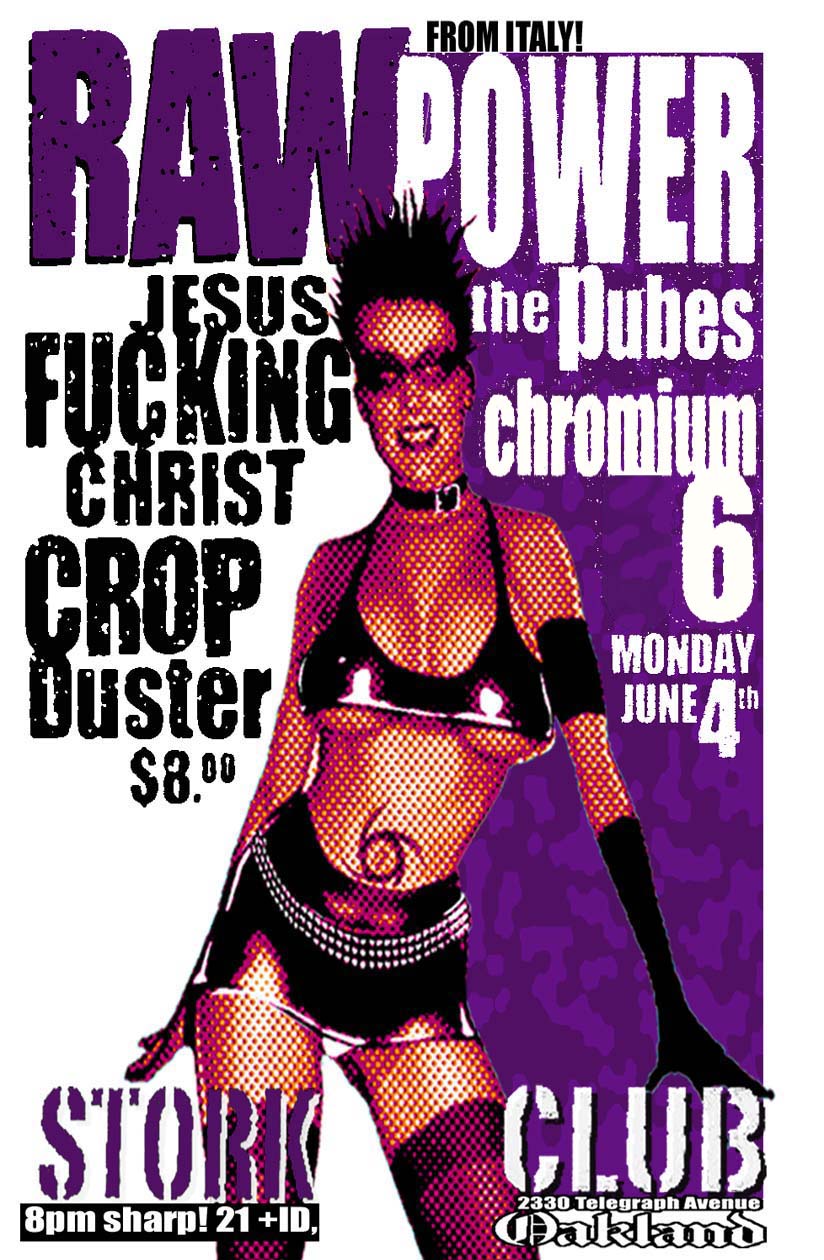 FROM ITALY!
RAW POWER
JESUS
FUCKING
CHRIST
CROP
Duster
$8.00
the Pubes
chromium
6
MONDAY
JUNE 4th
STORK CLUB
8pm sharp! 21 +ID,
2330 Telegraph Avenue
Oakland